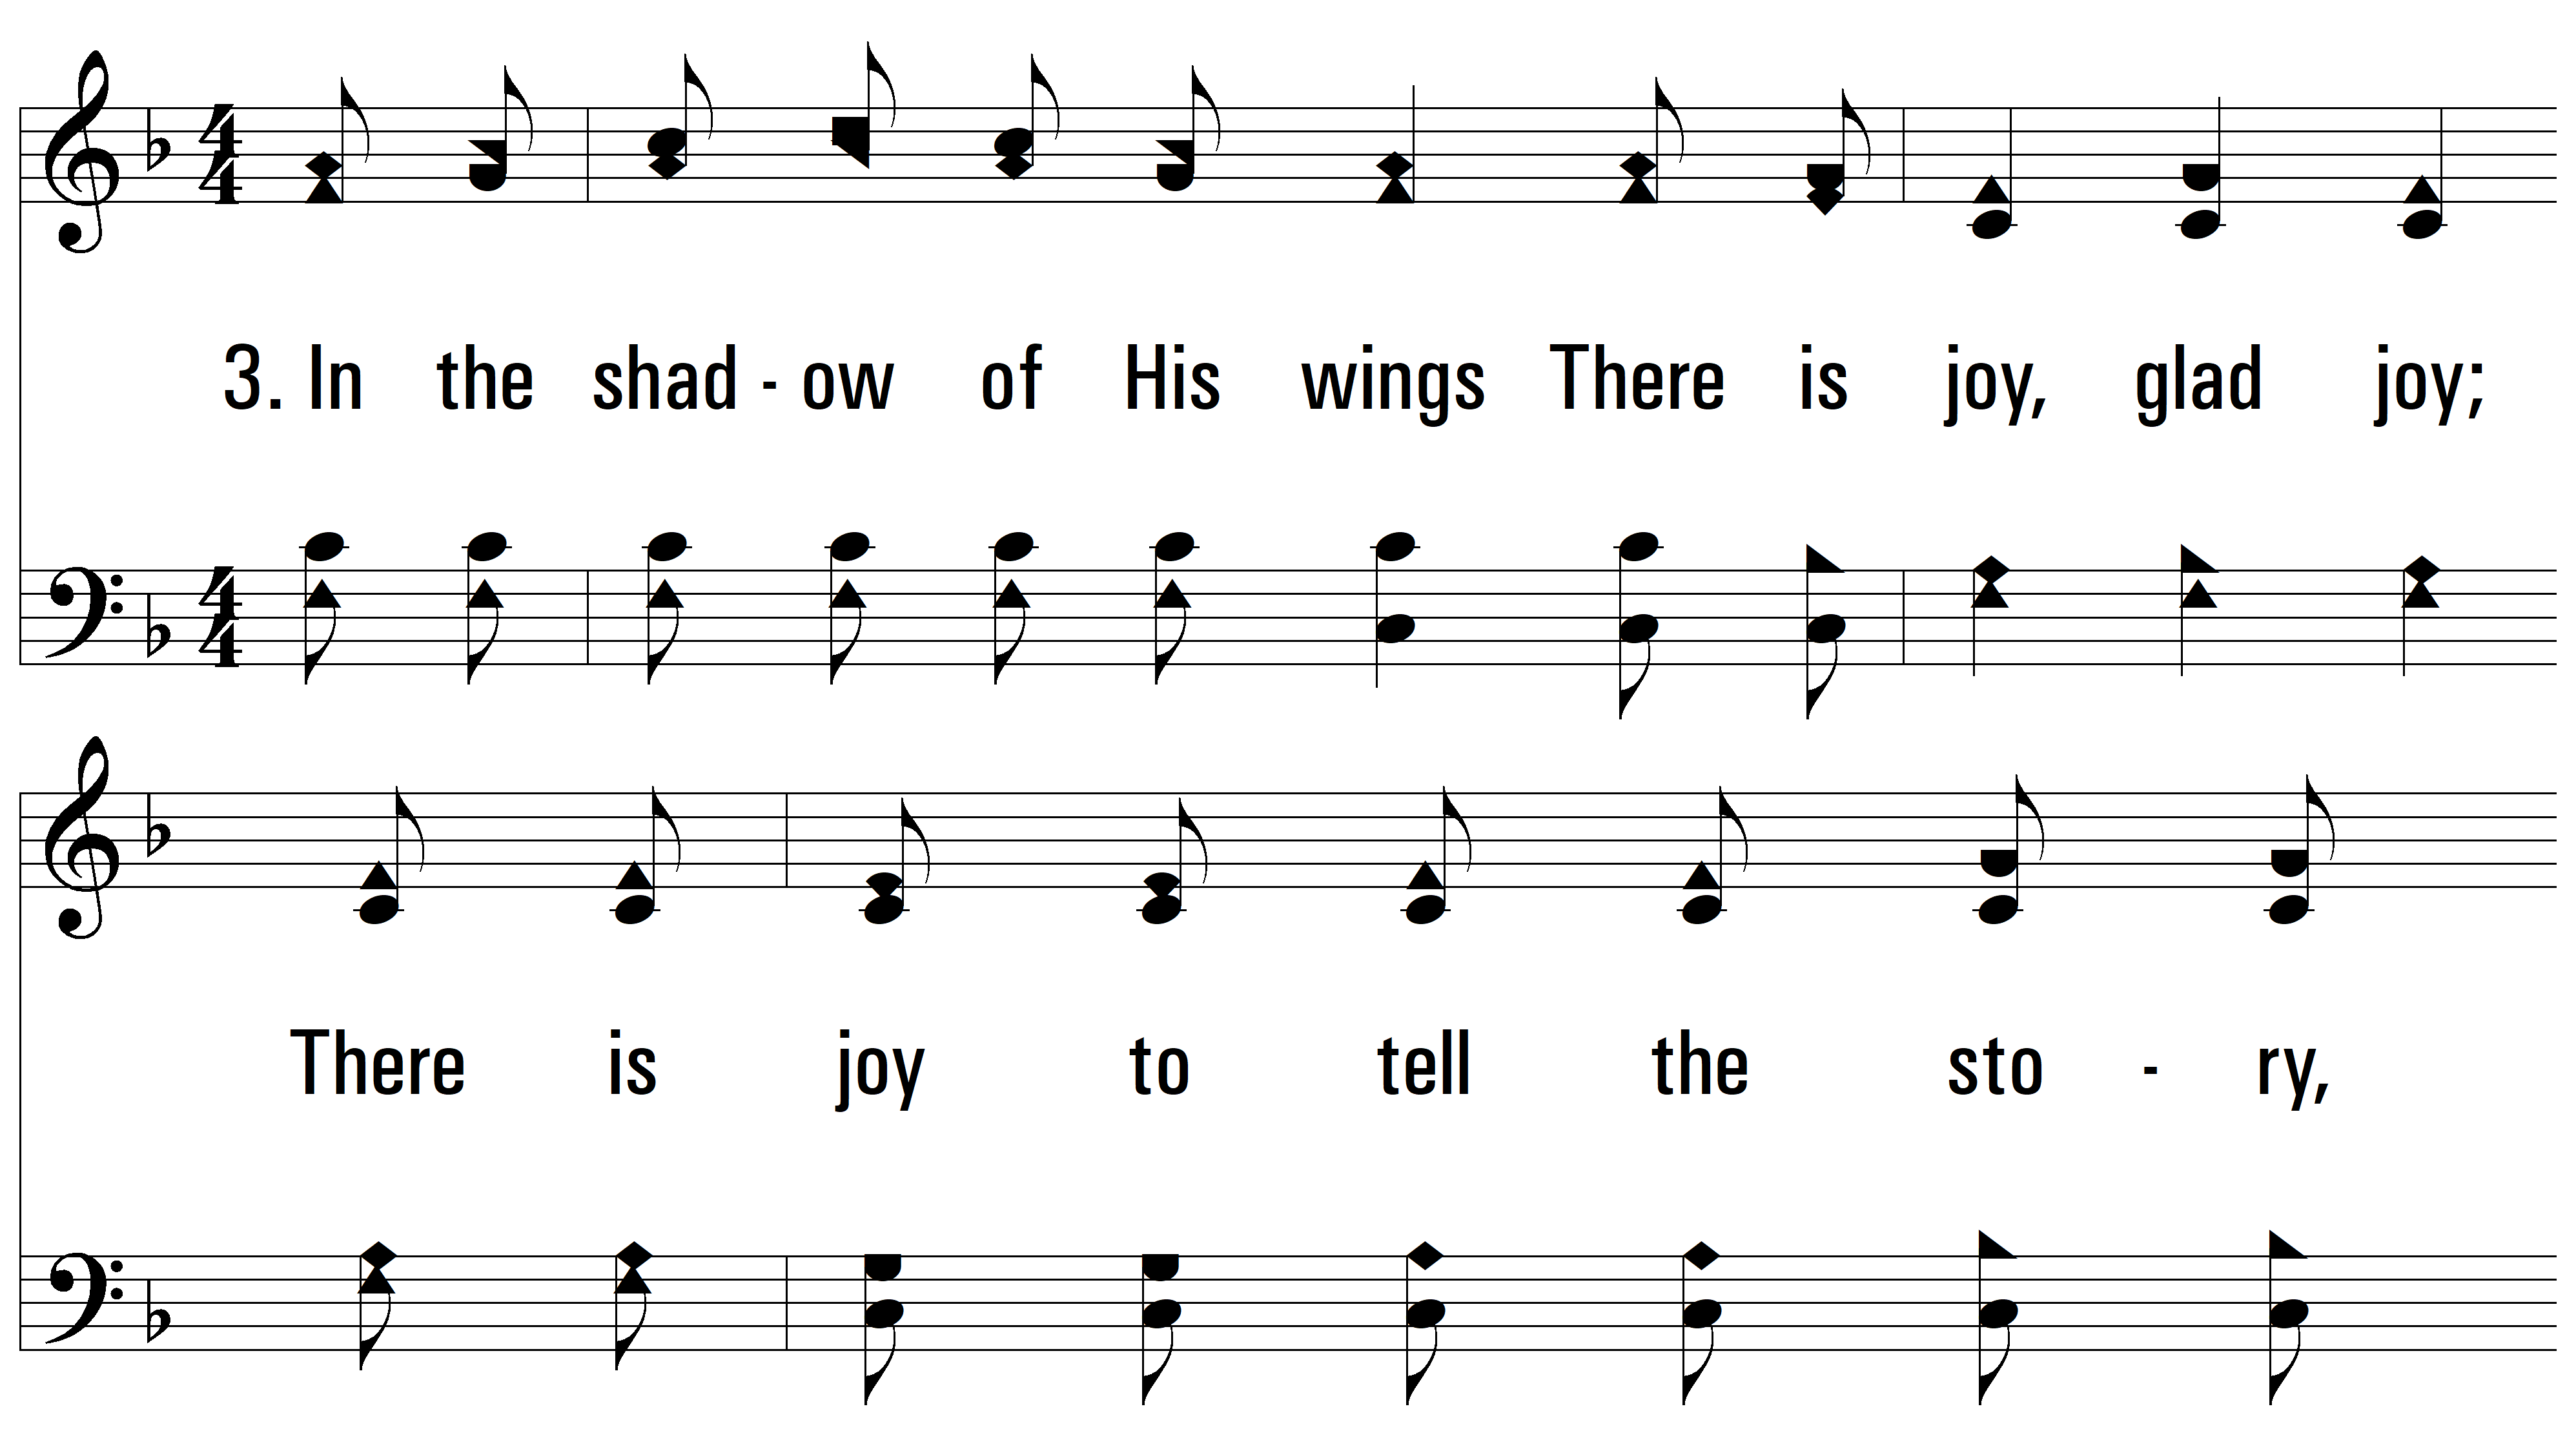 3. In the shad - ow of His wings There is joy, glad joy;
There is joy to tell the sto - ry,